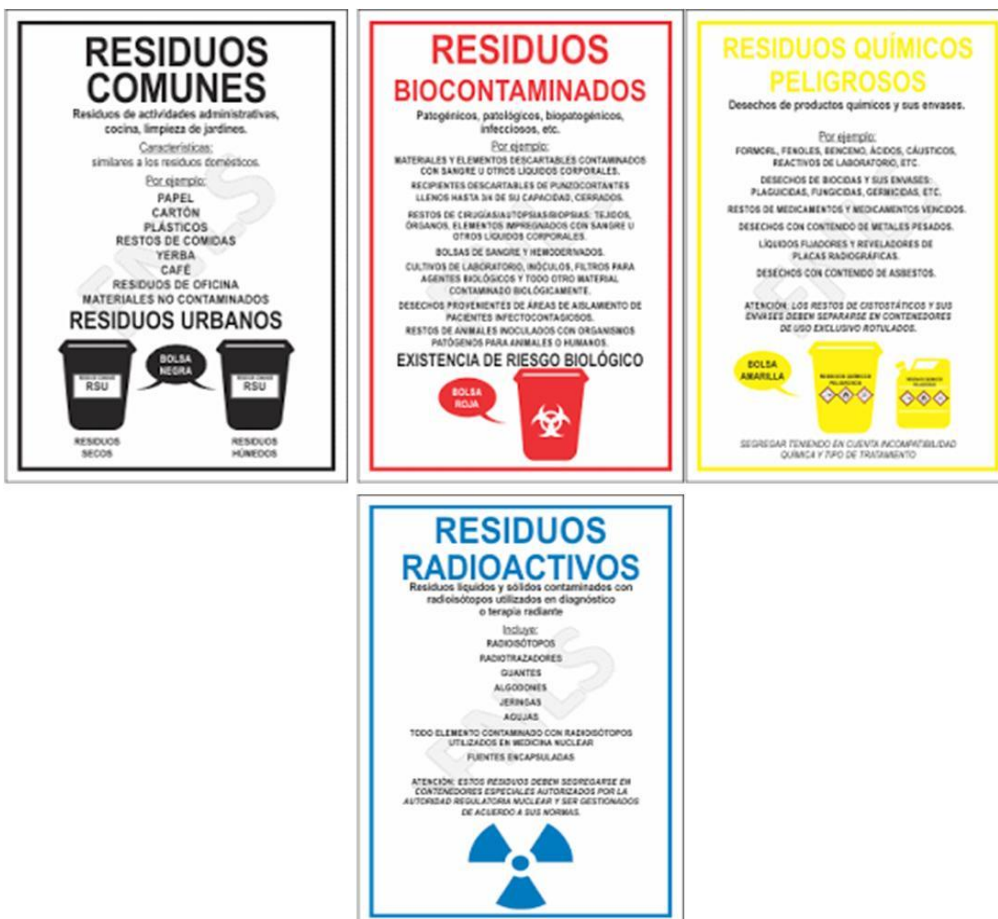 RESIDUOS
COMUNES
Residuos de actividades administrativas,
cocina, limpieza de jardines.
Características:
similares a los residuos domésticos.
Por ejemplo:
PAPEL
CARTÓN
PLÁSTICOS
RESTOS DE COMIDAS
YERBA
CAFÉ
RESIDUOS DE OFICINA
MATERIALES NO CONTAMINADOS
RESIDUOS URBANOS
BOLSA
NEGRA
RSU
RSU
RESIDUOS
SECOS
RESIDUOS
HÚMEDOS
RESIDUOS
BIOCONTAMINADOS
Patogénicos, patológicos, biopatogénicos,
infecciosos, etc.
Por ejemplo:
MATERIALES Y ELEMENTOS DESCARTABLES CONTAMINADOS
CON SANGRE U OTROS LÍQUIDOS CORPORALES.
RECIPIENTES DESCARTABLES DE PUNZOCORTANTES
LLENOS HASTA 3/4 DE SU CAPACIDAD, CERRADOS.
RESTOS DE CIRUGÍAS/AUTOPSIAS/BIOPSIAS: TEJIDOS,
ÓRGANOS, ELEMENTOS IMPREGNADOS CON SANGRE U
OTROS LÍQUIDOS CORPORALES.
BOLSAS DE SANGRE Y HEMODERIVADOS.
CULTIVOS DE LABORATORIO, INÓCULOS, FILTROS PARA
AGENTES BIOLÓGICOS Y TODO OTRO MATERIAL
CONTAMINADO BIOLÓGICAMENTE.
DESECHOS PROVENIENTES DE ÁREAS DE AISLAMIENTO DE
PACIENTES INFECTOCONTAGIOSOS.
RESTOS DE ANIMALES INOCULADOS CON ORGANISMOS
PATÓGENOS PARA ANIMALES O HUMANOS.
EXISTENCIA DE RIESGO BIOLÓGICO
BOLSA
ROJA
RESIDUOS QUÍMICOS
PELIGROSOS
Desechos de productos químicos y sus envases.
Por ejemplo:
FORMORL, FENOLES, BENCENO, ÁCIDOS, CÁUSTICOS,
REACTIVOS DE LABORATORIO, ETC.
DESECHOS DE BIOCIDAS Y SUS ENVASES:
PLAGUICIDAS, FUNGICIDAS, GERMICIDAS, ETC.
RESTOS DE MEDICAMENTOS Y MEDICAMENTOS VENCIDOS.
DESECHOS CON CONTENIDO DE METALES PESADOS.
LÍQUIDOS FIJADORES Y REVELADORES DE
PLACAS RADIOGRÁFICAS.
DESECHOS CON CONTENIDO DE ASBESTOS.
ATENCIÓN: LOS RESTOS DE CISTOSTÁTICOS Y SUS
ENVASES DEBEN SEPARARSE EN CONTENEDORES
DE USO EXCLUSIVO ROTULADOS.
BOLSA
AMARILLA
RESIDUOS QUÍMICOS
PELIGROSOS
SEGREGAR TENIENDO EN CUENTA INCOMPATIBILIDAD
QUÍMICA Y TIPO DE TRATAMIENTO
RESIDUOS
RADIOACTIVOS
Residuos líquidos y sólidos contaminados con
radioisótopos utilizados en diagnóstico
o terapia radiante
Incluye:
RADIOISÓTOPOS
RADIOTRAZADORES
GUANTES
ALGODONES
JERINGAS
AGUJAS
TODO ELEMENTO CONTAMINADO CON RADIOISÓTOPOS
UTILIZADOS EN MEDICINA NUCLEAR
FUENTES ENCAPSULADAS
ATENCIÓN: ESTOS RESIDUOS DEBEN SEGREGARSE EN
CONTENEDORES ESPECIALES AUTORIZADOS POR LA
AUTORIDAD REGULATORIA NUCLEAR Y SER GESTIONADOS
DE ACUERDO A SUS NORMAS.